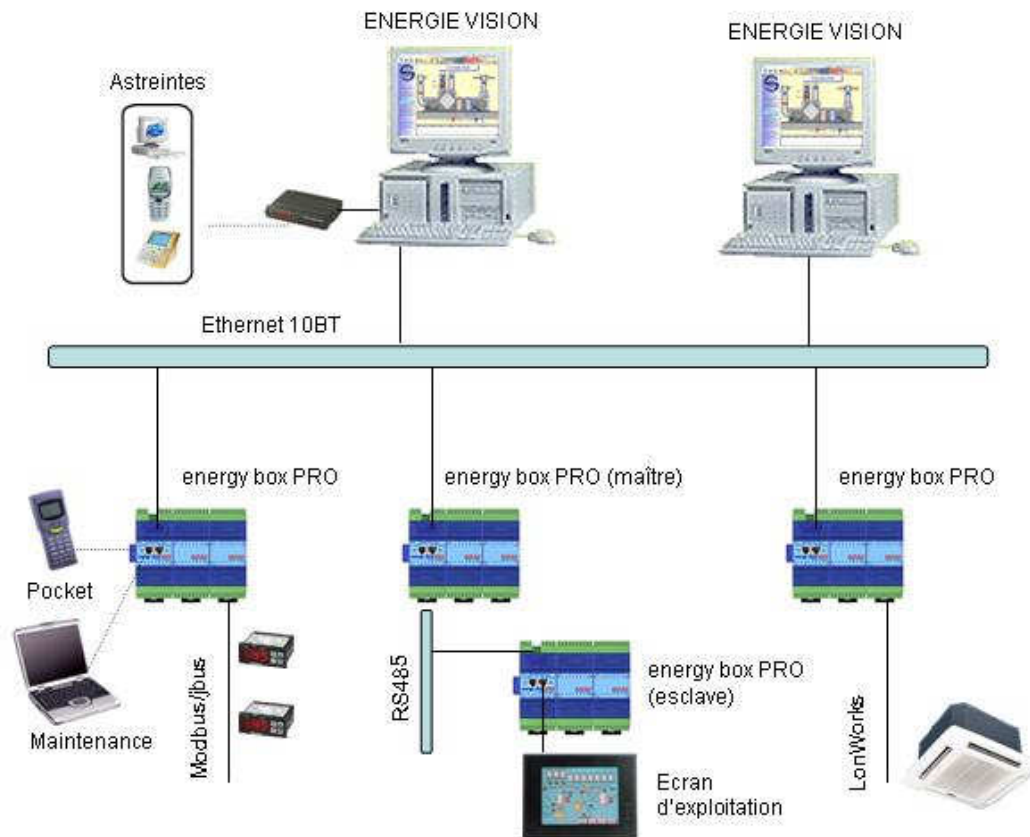 ENERGIE VISION
ENERGIE VISION
Astreintes
Ethernet 10BT
energy box PRO
energy box PRO (maître)
energy box PRO
Pocket
Maintenance
Modbus/jbus
RS485
energy box PRO
(esclave)
Ecran
d'exploitation
LonWorks